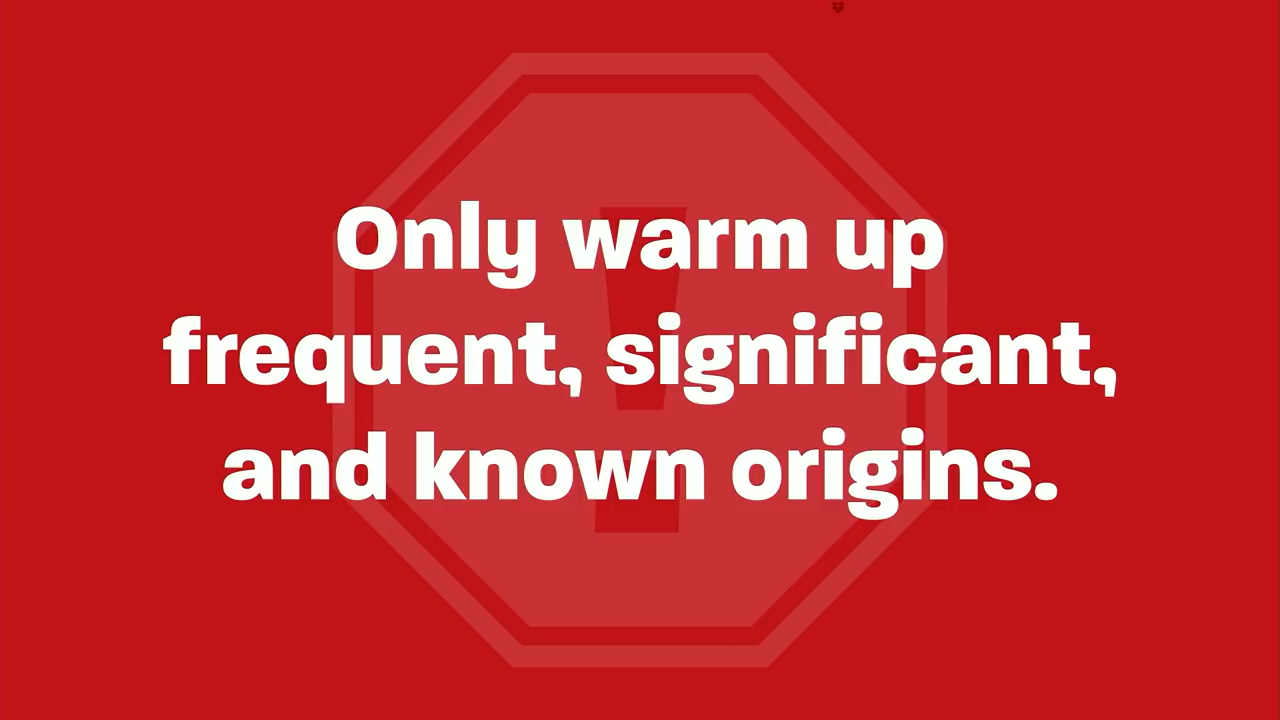 Only warm up
frequent, significant,
and known origins.